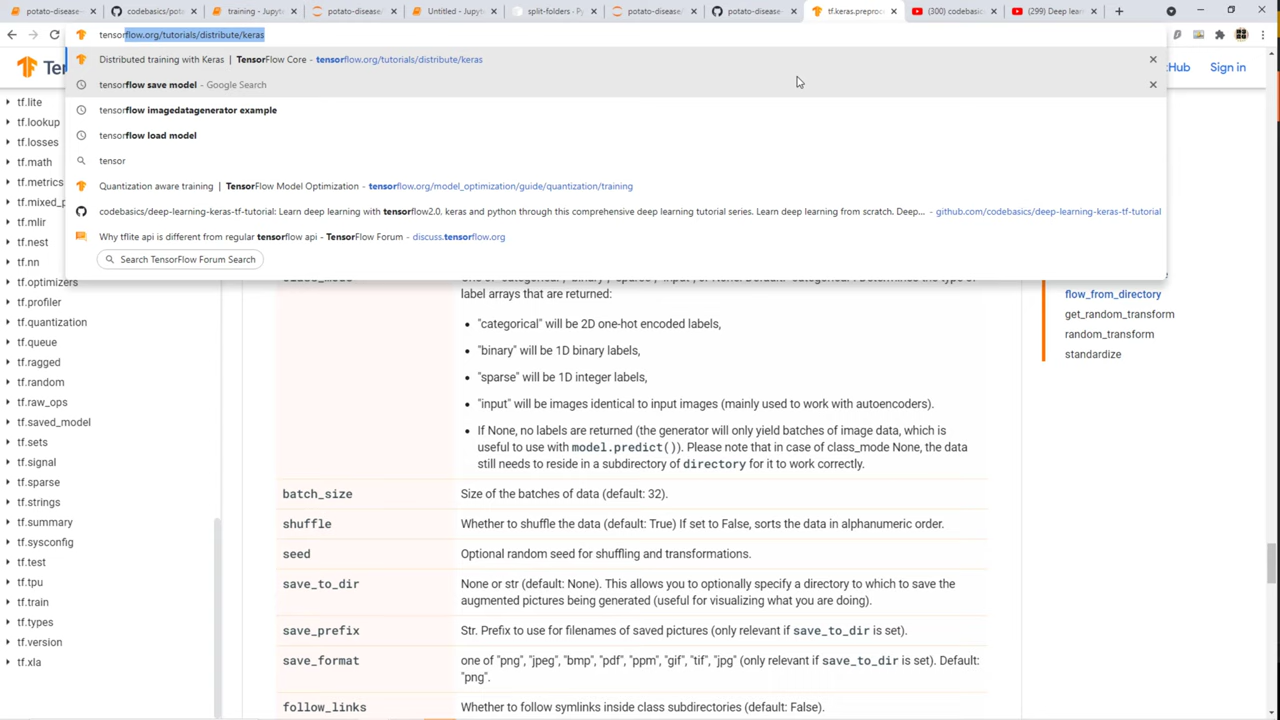 potato-disease
codebasics/pota
training - Jupyte
potato-disease/
Untitled - Jupyte
split-folders · P
potato-disease/
potato-disease-
tf.keras.preproc
(300) codebasic
(299) Deep learn
tensorflow.org/tutorials/distribute/keras
Distributed training with Keras | TensorFlow Core - tensorflow.org/tutorials/distribute/keras
tensorflow save model - Google Search
tensorflow imagedatagenerator example
tensorflow load model
tensor
Quantization aware training | TensorFlow Model Optimization - tensorflow.org/model_optimization/guide/quantization/training
codebasics/deep-learning-keras-tf-tutorial: Learn deep learning with tensorflow2.0, keras and python through this comprehensive deep learning tutorial series. Learn deep learning from scratch. Deep... - github.com/codebasics/deep-learning-keras-tf-tutorial
Why tflite api is different from regular tensorflow api - TensorFlow Forum - discuss.tensorflow.org
Search TensorFlow Forum Search
Hub
Sign in
tf.lite
tf.lookup
tf.losses
tf.math
tf.metrics
tf.mixed_p
tf.mlir
tf.nest
tf.nn
tf.optimizers
tf.profiler
tf.quantization
tf.queue
tf.ragged
tf.random
tf.raw_ops
tf.saved_model
tf.sets
tf.signal
tf.sparse
tf.strings
tf.summary
tf.sysconfig
tf.test
tf.tpu
tf.train
tf.types
tf.version
tf.xla
label arrays that are returned:
• "categorical" will be 2D one-hot encoded labels,
• "binary" will be 1D binary labels,
• "sparse" will be 1D integer labels,
• "input" will be images identical to input images (mainly used to work with autoencoders).
• If None, no labels are returned (the generator will only yield batches of image data, which is
useful to use with model.predict()). Please note that in case of class_mode None, the data
still needs to reside in a subdirectory of directory for it to work correctly.
batch_size Size of the batches of data (default: 32).
shuffle Whether to shuffle the data (default: True) If set to False, sorts the data in alphanumeric order.
seed Optional random seed for shuffling and transformations.
save_to_dir None or str (default: None). This allows you to optionally specify a directory to which to save the
augmented pictures being generated (useful for visualizing what you are doing).
save_prefix Str. Prefix to use for filenames of saved pictures (only relevant if save_to_dir is set).
save_format one of "png", "jpeg", "bmp", "pdf", "ppm", "gif", "tif", "jpg" (only relevant if save_to_dir is set). Default:
"png".
follow_links Whether to follow symlinks inside class subdirectories (default: False).
flow_from_directory
get_random_transform
random_transform
standardize